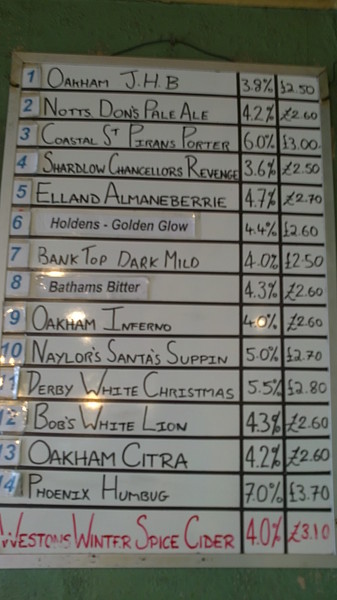 1 OAKHAM J.H.B 3.8% £2.50
2 NOTTS. DON'S PALE ALE 4.2% £2.60
3 COASTAL ST PIRANS PORTER 6.0% £3.00
4 SHARDLOW CHANCELLORS REVENGE 3.6% £2.50
5 ELLAND ALMANEBERRIE 4.7% £2.70
6 Holdens - Golden Glow 4.4% £2.60
7 BANK TOP DARK MILD 4.0% £2.50
8 Bathams Bitter 4.3% £2.60
9 OAKHAM INFERNO 4.0% £2.60
10 NAYLOR'S SANTA'S SUPPIN 5.0% £2.70
11 DERBY WHITE CHRISTMAS 5.5% £2.80
12 BOB'S WHITE LION 4.3% £2.60
13 OAKHAM CITRA 4.2% £2.60
14 PHOENIX HUMBUG 7.0% £3.70
WESTONS WINTER SPICE CIDER 4.0% £3.10